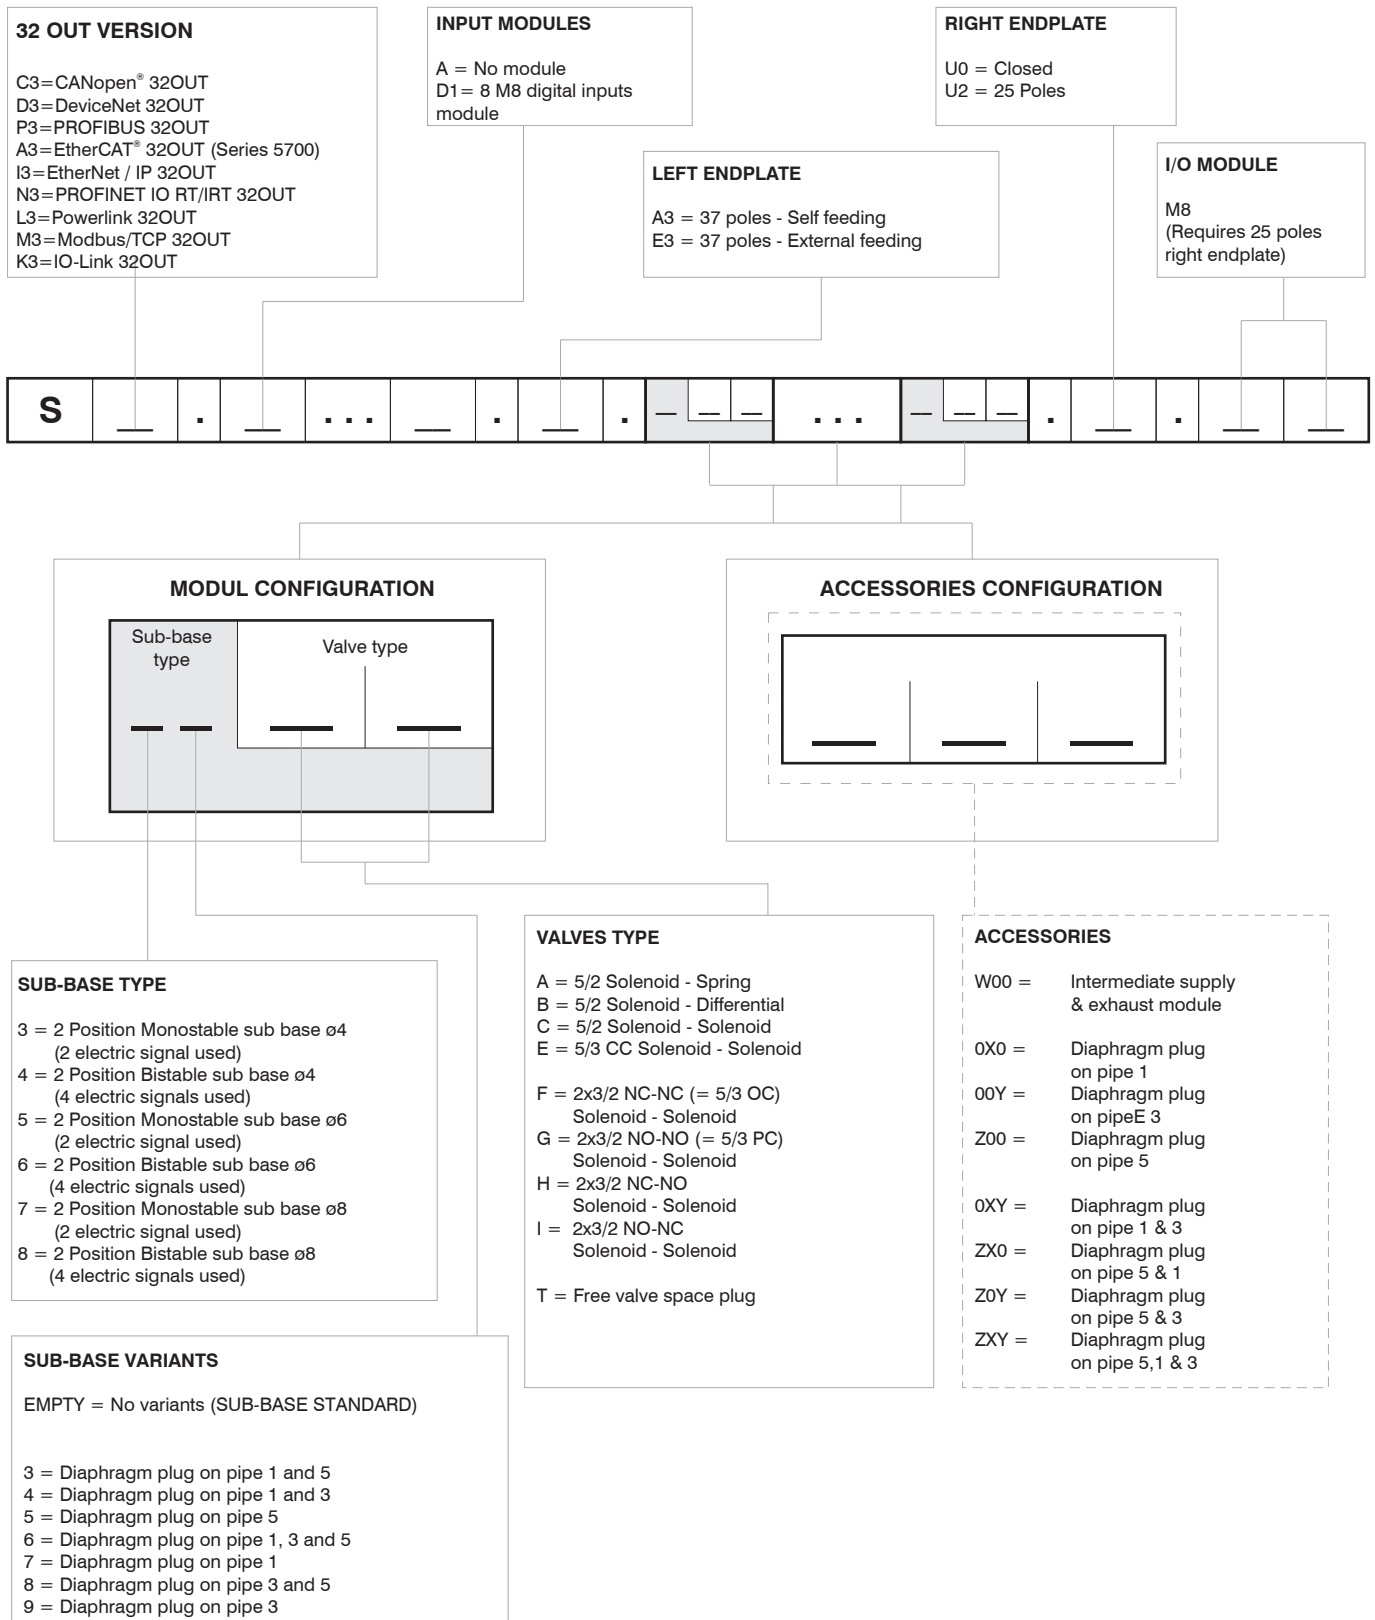 32 OUT VERSION
C3=CANopen® 32OUT
D3=DeviceNet 32OUT
P3=PROFIBUS 32OUT
A3=EtherCAT® 32OUT (Series 5700)
I3=EtherNet / IP 32OUT
N3=PROFINET IO RT/IRT 32OUT
L3=Powerlink 32OUT
M3=Modbus/TCP 32OUT
K3=IO-Link 32OUT
INPUT MODULES
A = No module
D1= 8 M8 digital inputs
module
LEFT ENDPLATE
A3 = 37 poles - Self feeding
E3 = 37 poles - External feeding
RIGHT ENDPLATE
U0 = Closed
U2 = 25 Poles
I/O MODULE
M8
(Requires 25 poles
right endplate)
S __ . __ ... __ . __ . __ __ __ ... __ __ __ . __ . __ __
MODUL CONFIGURATION
Sub-base
type
Valve type
ACCESSORIES CONFIGURATION
SUB-BASE TYPE
3 = 2 Position Monostable sub base ø4
(2 electric signal used)
4 = 2 Position Bistable sub base ø4
(4 electric signals used)
5 = 2 Position Monostable sub base ø6
(2 electric signal used)
6 = 2 Position Bistable sub base ø6
(4 electric signals used)
7 = 2 Position Monostable sub base ø8
(2 electric signal used)
8 = 2 Position Bistable sub base ø8
(4 electric signals used)
SUB-BASE VARIANTS
EMPTY = No variants (SUB-BASE STANDARD)
3 = Diaphragm plug on pipe 1 and 5
4 = Diaphragm plug on pipe 1 and 3
5 = Diaphragm plug on pipe 5
6 = Diaphragm plug on pipe 1, 3 and 5
7 = Diaphragm plug on pipe 1
8 = Diaphragm plug on pipe 3 and 5
9 = Diaphragm plug on pipe 3
VALVES TYPE
A = 5/2 Solenoid - Spring
B = 5/2 Solenoid - Differential
C = 5/2 Solenoid - Solenoid
E = 5/3 CC Solenoid - Solenoid
F = 2x3/2 NC-NC (= 5/3 OC)
Solenoid - Solenoid
G = 2x3/2 NO-NO (= 5/3 PC)
Solenoid - Solenoid
H = 2x3/2 NC-NO
Solenoid - Solenoid
I = 2x3/2 NO-NC
Solenoid - Solenoid
T = Free valve space plug
ACCESSORIES
W00 = Intermediate supply
& exhaust module
0X0 = Diaphragm plug
on pipe 1
00Y = Diaphragm plug
on pipeE 3
Z00 = Diaphragm plug
on pipe 5
0XY = Diaphragm plug
on pipe 1 & 3
ZX0 = Diaphragm plug
on pipe 5 & 1
Z0Y = Diaphragm plug
on pipe 5 & 3
ZXY = Diaphragm plug
on pipe 5,1 & 3